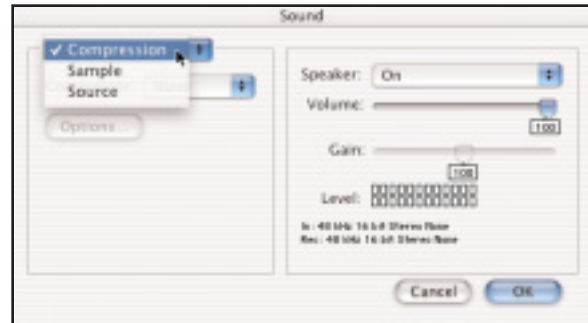 Sound
✓ Compression
Sample
Source
Options...
Speaker: On
Volume:
100
Gain:
100
Level:
In: 48 kHz 16 bit Stereo None
Rec: 48 kHz 16 bit Stereo None
Cancel
OK